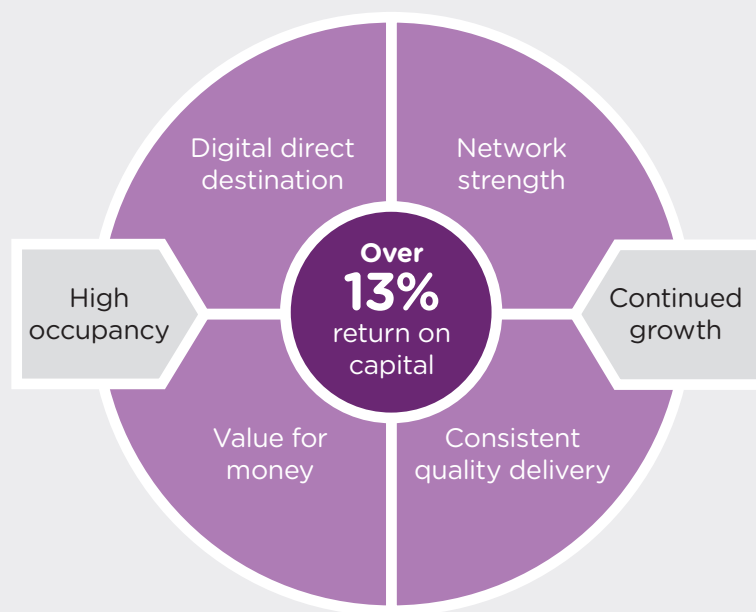 Digital direct
destination
Network
strength
High
occupancy
Over
13%
return on
capital
Continued
growth
Value for
money
Consistent
quality delivery